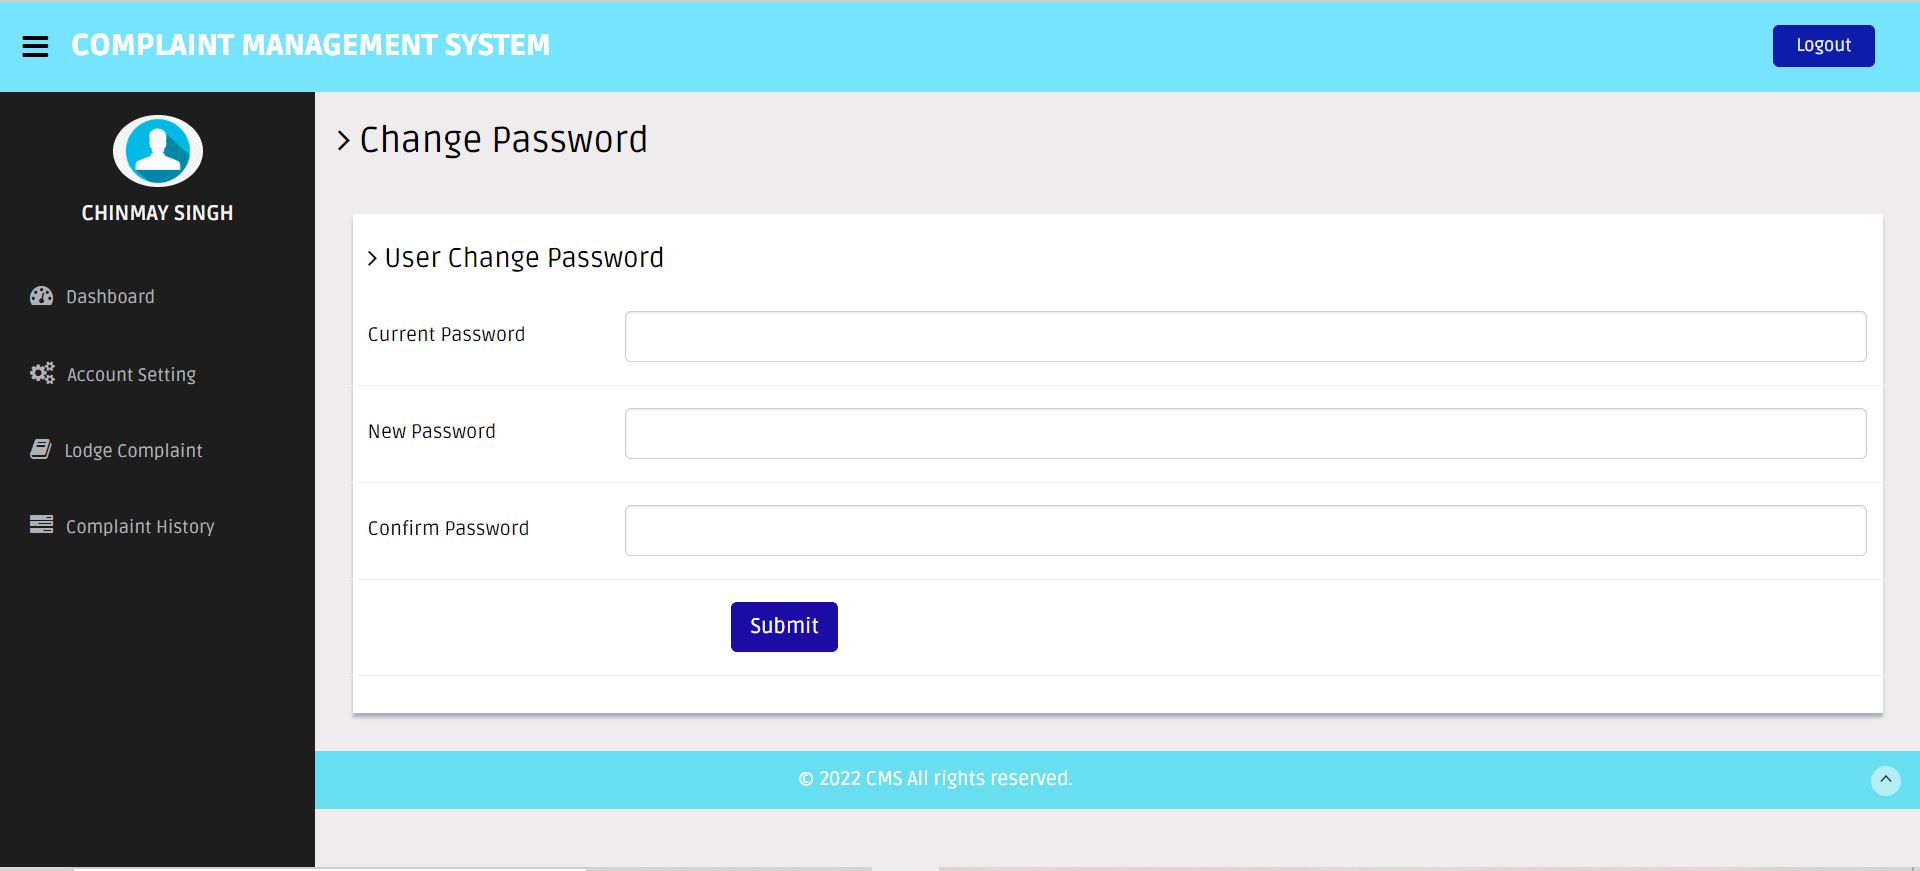 COMPLAINT MANAGEMENT SYSTEM
Logout
CHINMAY SINGH
Dashboard
Account Setting
Lodge Complaint
Complaint History
> Change Password
> User Change Password
Current Password
New Password
Confirm Password
Submit
© 2022 CMS All rights reserved.